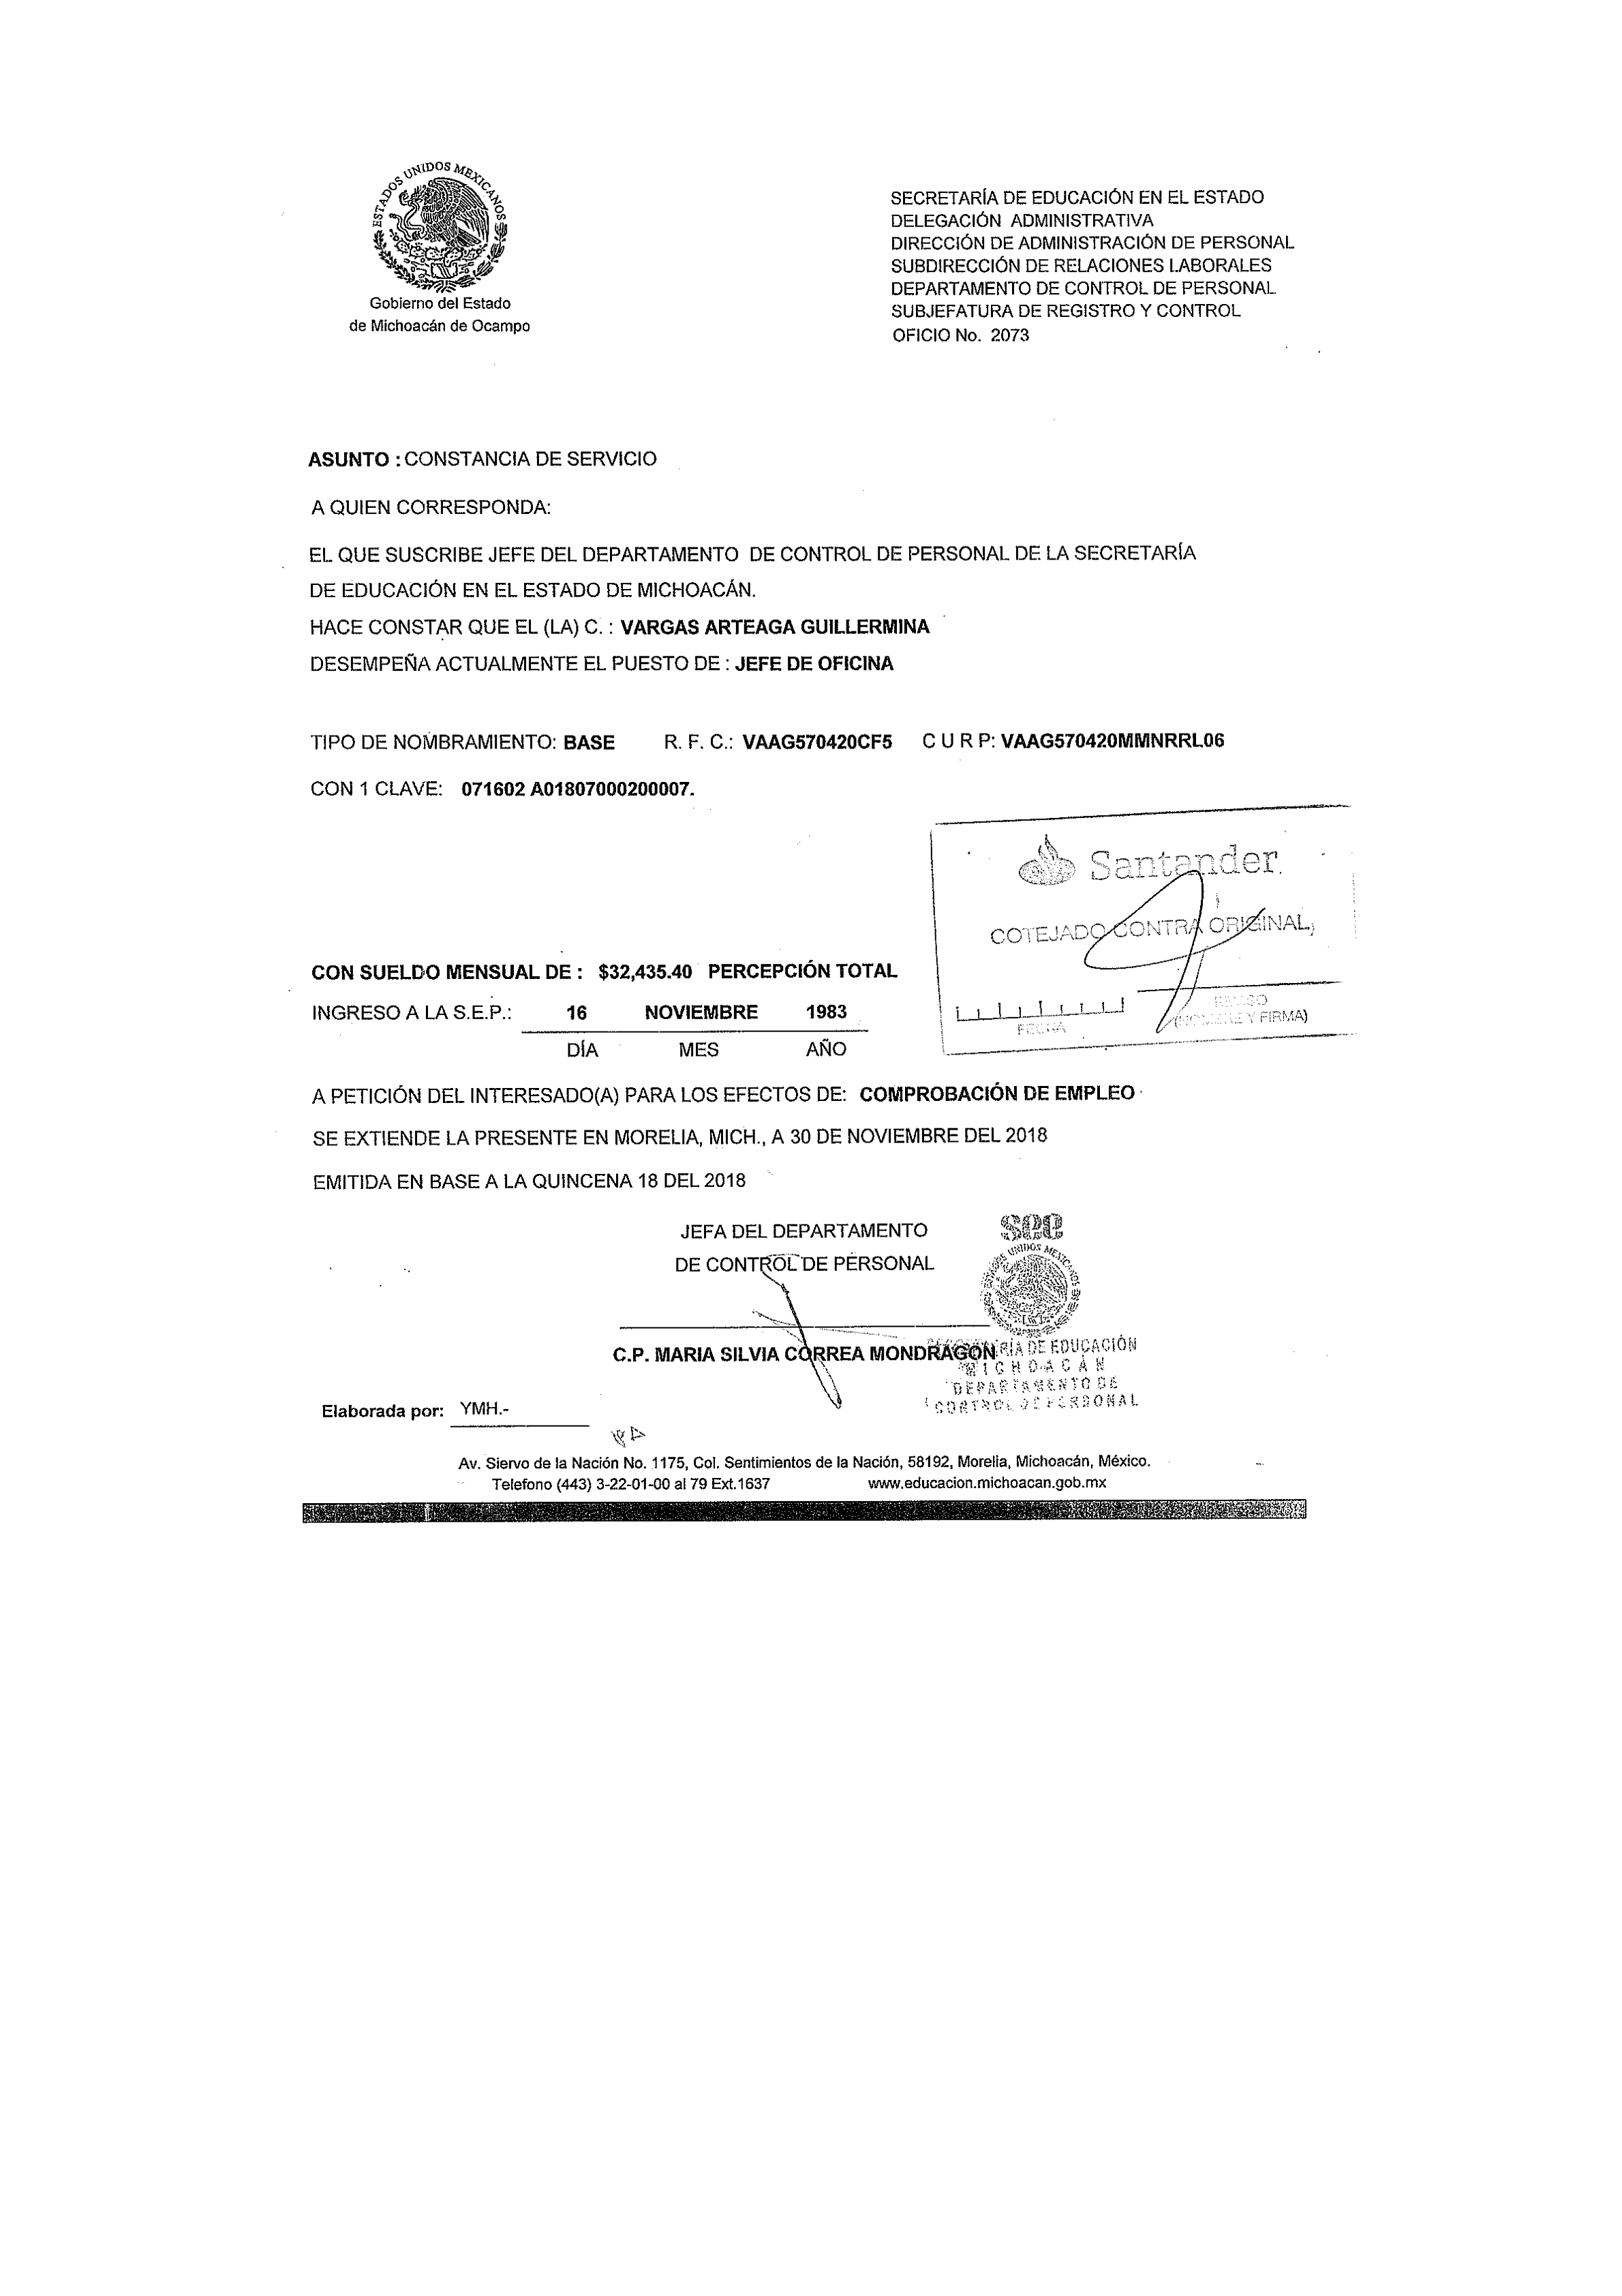 ESTADOS UNIDOS MEXICANOS
Gobierno del Estado
de Michoacán de Ocampo
SECRETARÍA DE EDUCACIÓN EN EL ESTADO
DELEGACIÓN ADMINISTRATIVA
DIRECCIÓN DE ADMINISTRACIÓN DE PERSONAL
SUBDIRECCIÓN DE RELACIONES LABORALES
DEPARTAMENTO DE CONTROL DE PERSONAL
SUBJEFATURA DE REGISTRO Y CONTROL
OFICIO No. 2073
ASUNTO : CONSTANCIA DE SERVICIO
A QUIEN CORRESPONDA:
EL QUE SUSCRIBE JEFE DEL DEPARTAMENTO DE CONTROL DE PERSONAL DE LA SECRETARÍA
DE EDUCACIÓN EN EL ESTADO DE MICHOACÁN.
HACE CONSTAR QUE EL (LA) C. : VARGAS ARTEAGA GUILLERMINA
DESEMPEÑA ACTUALMENTE EL PUESTO DE : JEFE DE OFICINA
TIPO DE NOMBRAMIENTO: BASE R. F. C.: VAAG570420CF5 C U R P: VAAG570420MMNRRL06
CON 1 CLAVE: 071602 A01807000200007.
Santander
COTEJADO CONTRA ORIGINAL
FECHA
(NOMBRE Y FIRMA)
CON SUELDO MENSUAL DE : $32,435.40 PERCEPCIÓN TOTAL
INGRESO A LA S.E.P.: 16 NOVIEMBRE 1983
DÍA MES AÑO
A PETICIÓN DEL INTERESADO(A) PARA LOS EFECTOS DE: COMPROBACIÓN DE EMPLEO
SE EXTIENDE LA PRESENTE EN MORELIA, MICH., A 30 DE NOVIEMBRE DEL 2018
EMITIDA EN BASE A LA QUINCENA 18 DEL 2018
JEFA DEL DEPARTAMENTO
DE CONTROL DE PERSONAL
C.P. MARIA SILVIA CORREA MONDRAGON
see
UNIDOS
DE EDUCACIÓN
MICHOACÁN
DEPARTAMENTO DE
CONTROL DE PERSONAL
Elaborada por: YMH.-
Av. Siervo de la Nación No. 1175, Col. Sentimientos de la Nación, 58192, Morelia, Michoacán, México.
Telefono (443) 3-22-01-00 al 79 Ext.1637 www.educacion.michoacan.gob.mx